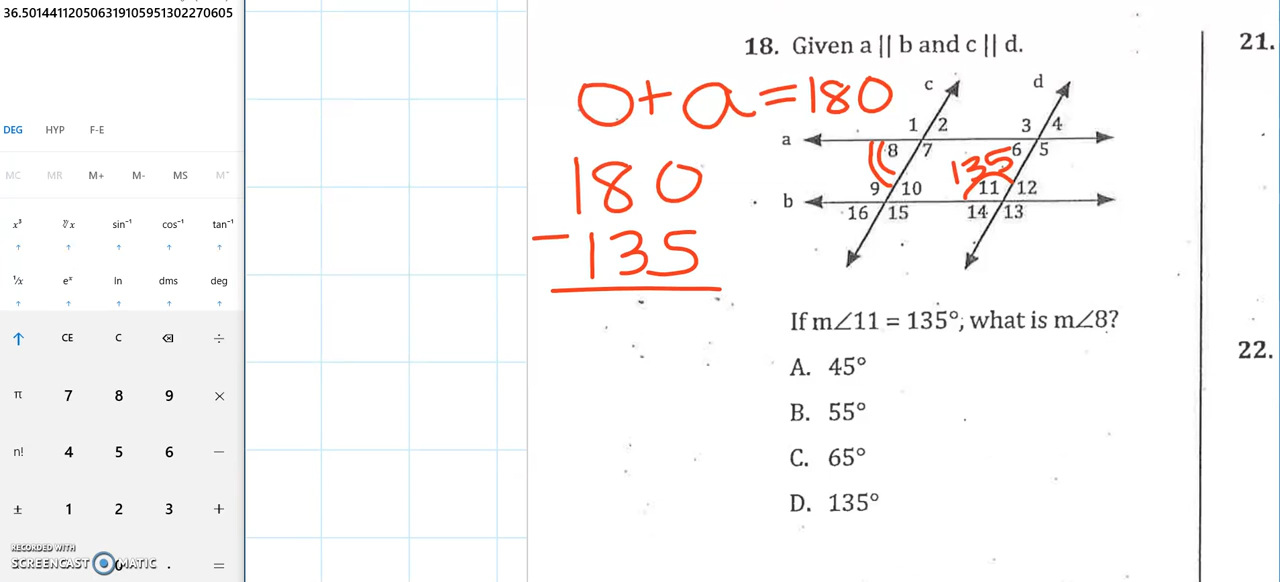 36.501441120506319105951302270605
DEG HYP F-E
MC MR M+ M- MS M˅
x³ ʸ√x sin⁻¹ cos⁻¹ tan⁻¹
¹/x eˣ ln dms deg
↑ CE C ⌫ ÷
π 7 8 9 ×
n! 4 5 6 −
± 1 2 3 +
0 . =
RECORDED WITH
SCREENCAST MATIC
o+a=180
180
-135
18. Given a || b and c || d.
c d
1 2 3 4
a
8 7 6 5
135
9 10 11 12
b
16 15 14 13
If m∠11 = 135°, what is m∠8?
A. 45°
B. 55°
C. 65°
D. 135°
21.
22.